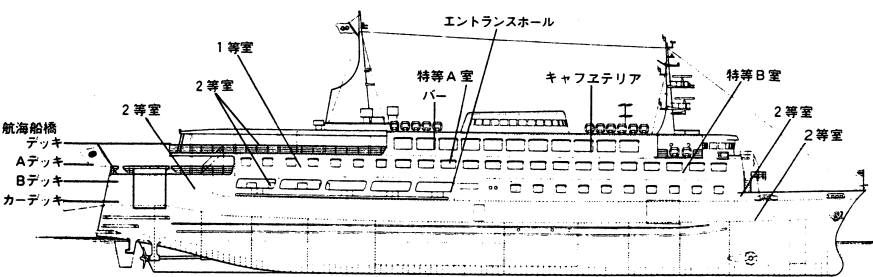 エントランスホール
1等室
2等室
特等A室
バー
キャフェテリア
特等B室
2等室
2等室
2等室
航海船橋
デッキ
Aデッキ
Bデッキ
カーデッキ